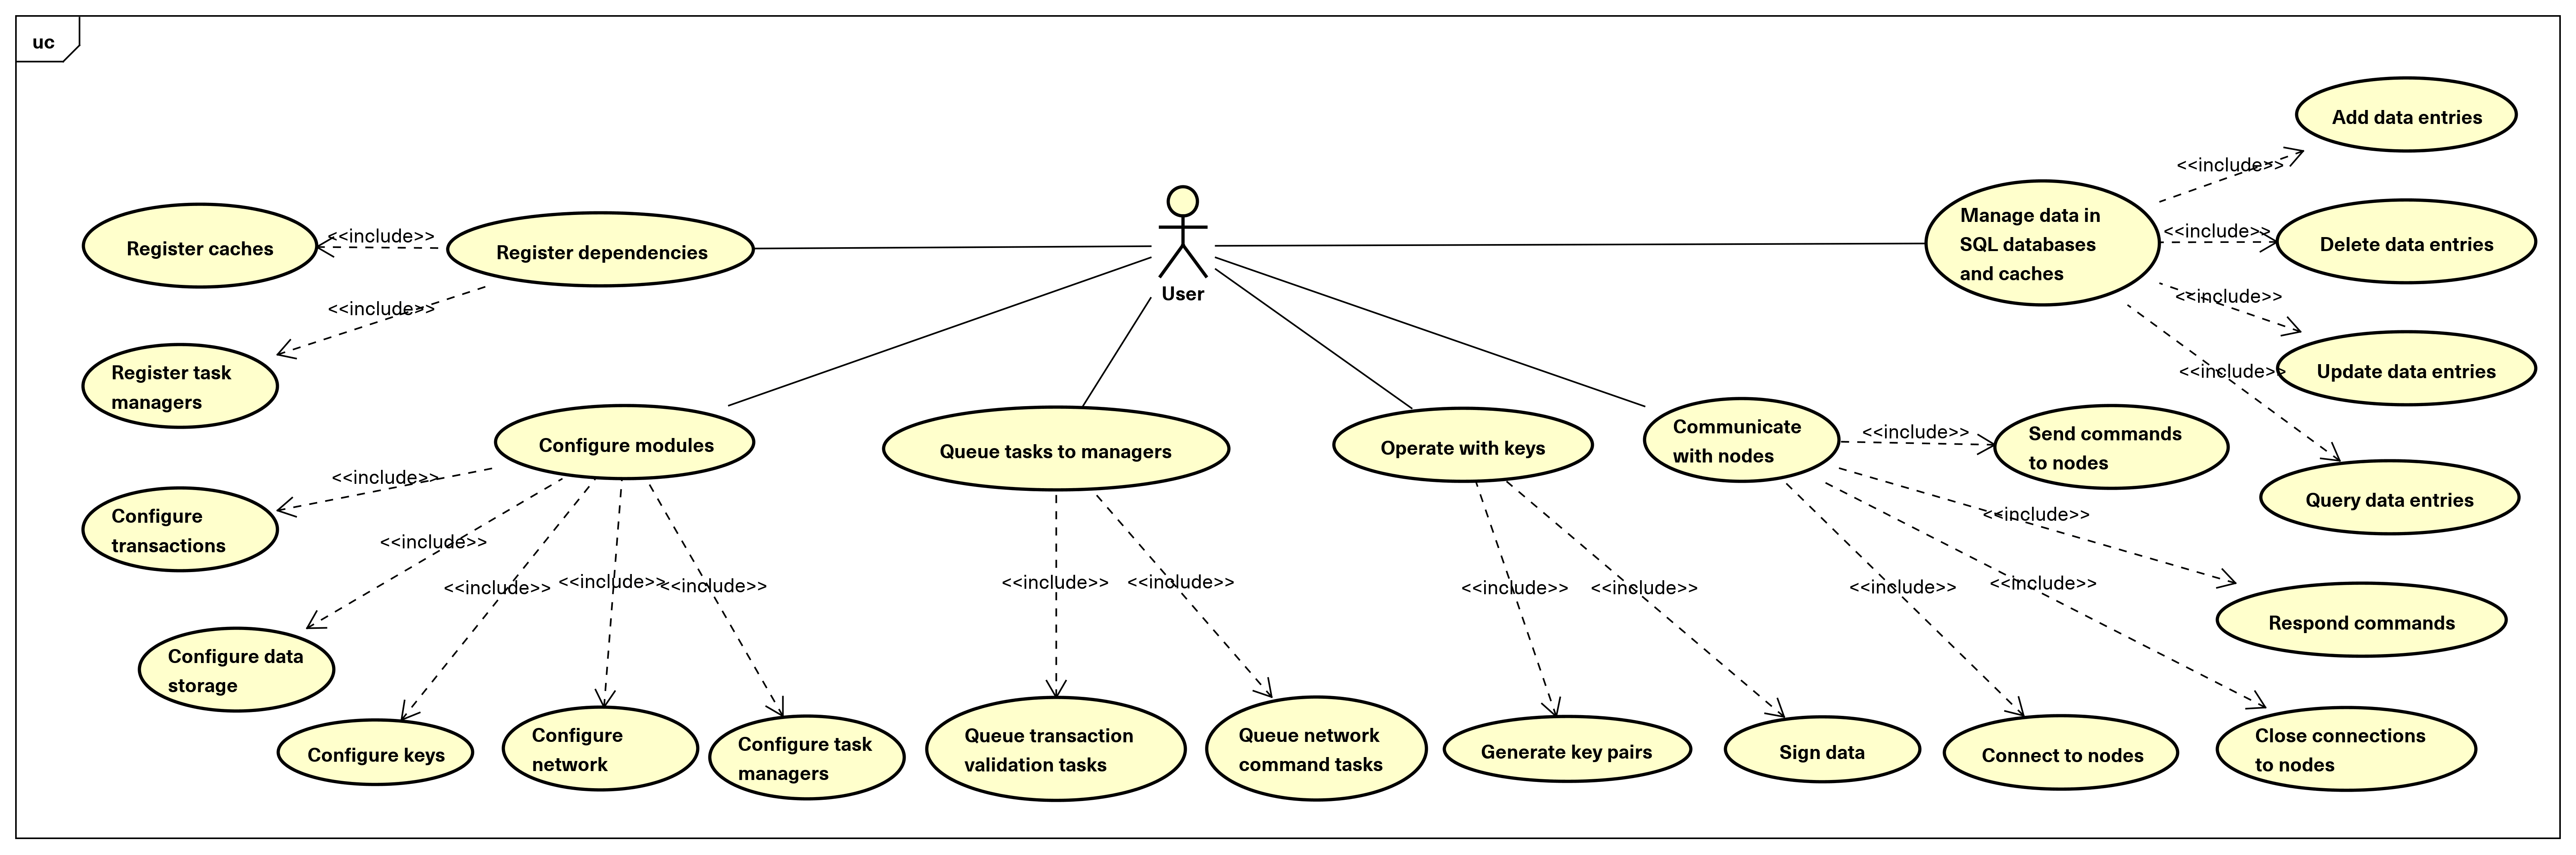 uc
Add data entries
<<include>>
Manage data in
SQL databases
and caches
<<include>>
Delete data entries
<<include>>
Update data entries
<<include>>
Query data entries
User
Register dependencies
<<include>>
Register caches
<<include>>
Register task
managers
Configure modules
<<include>>
Configure
transactions
<<include>>
Configure data
storage
<<include>>
Configure keys
<<include>>
Configure
network
<<include>>
Configure task
managers
Queue tasks to managers
<<include>>
Queue transaction
validation tasks
<<include>>
Queue network
command tasks
Operate with keys
<<include>>
Generate key pairs
<<include>>
Sign data
Communicate
with nodes
<<include>>
Send commands
to nodes
<<include>>
Respond commands
<<include>>
Connect to nodes
<<include>>
Close connections
to nodes